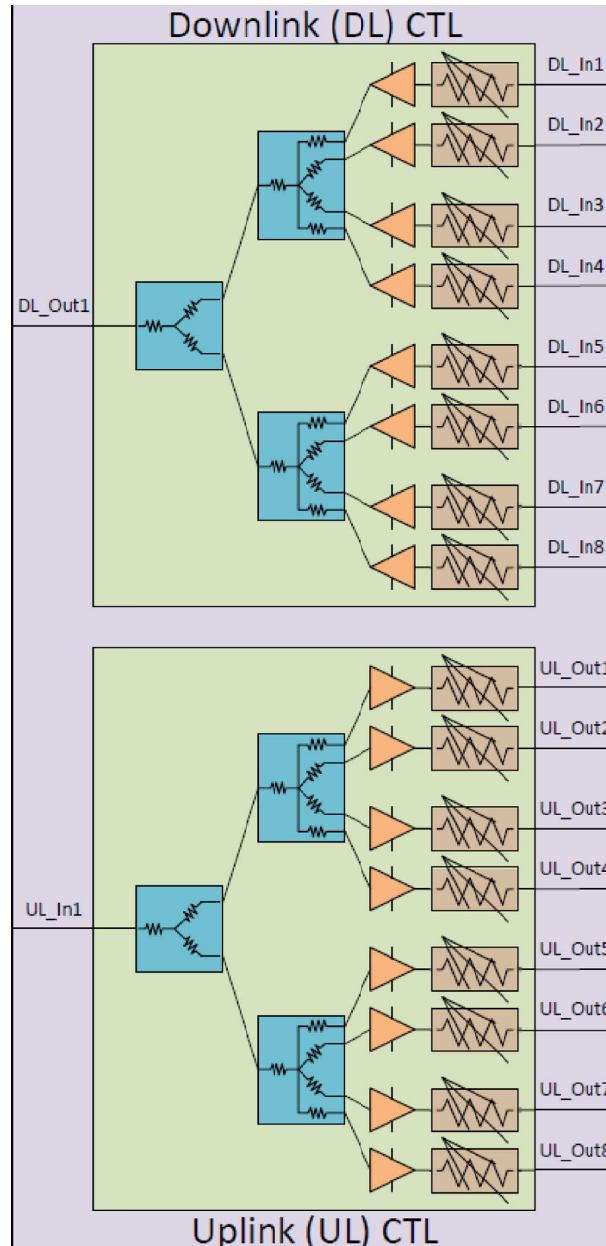 Downlink (DL) CTL
DL_In1
DL_In2
DL_In3
DL_In4
DL_Out1
DL_In5
DL_In6
DL_In7
DL_In8
UL_Out1
UL_Out2
UL_Out3
UL_Out4
UL_In1
UL_Out5
UL_Out6
UL_Out7
UL_Out8
Uplink (UL) CTL